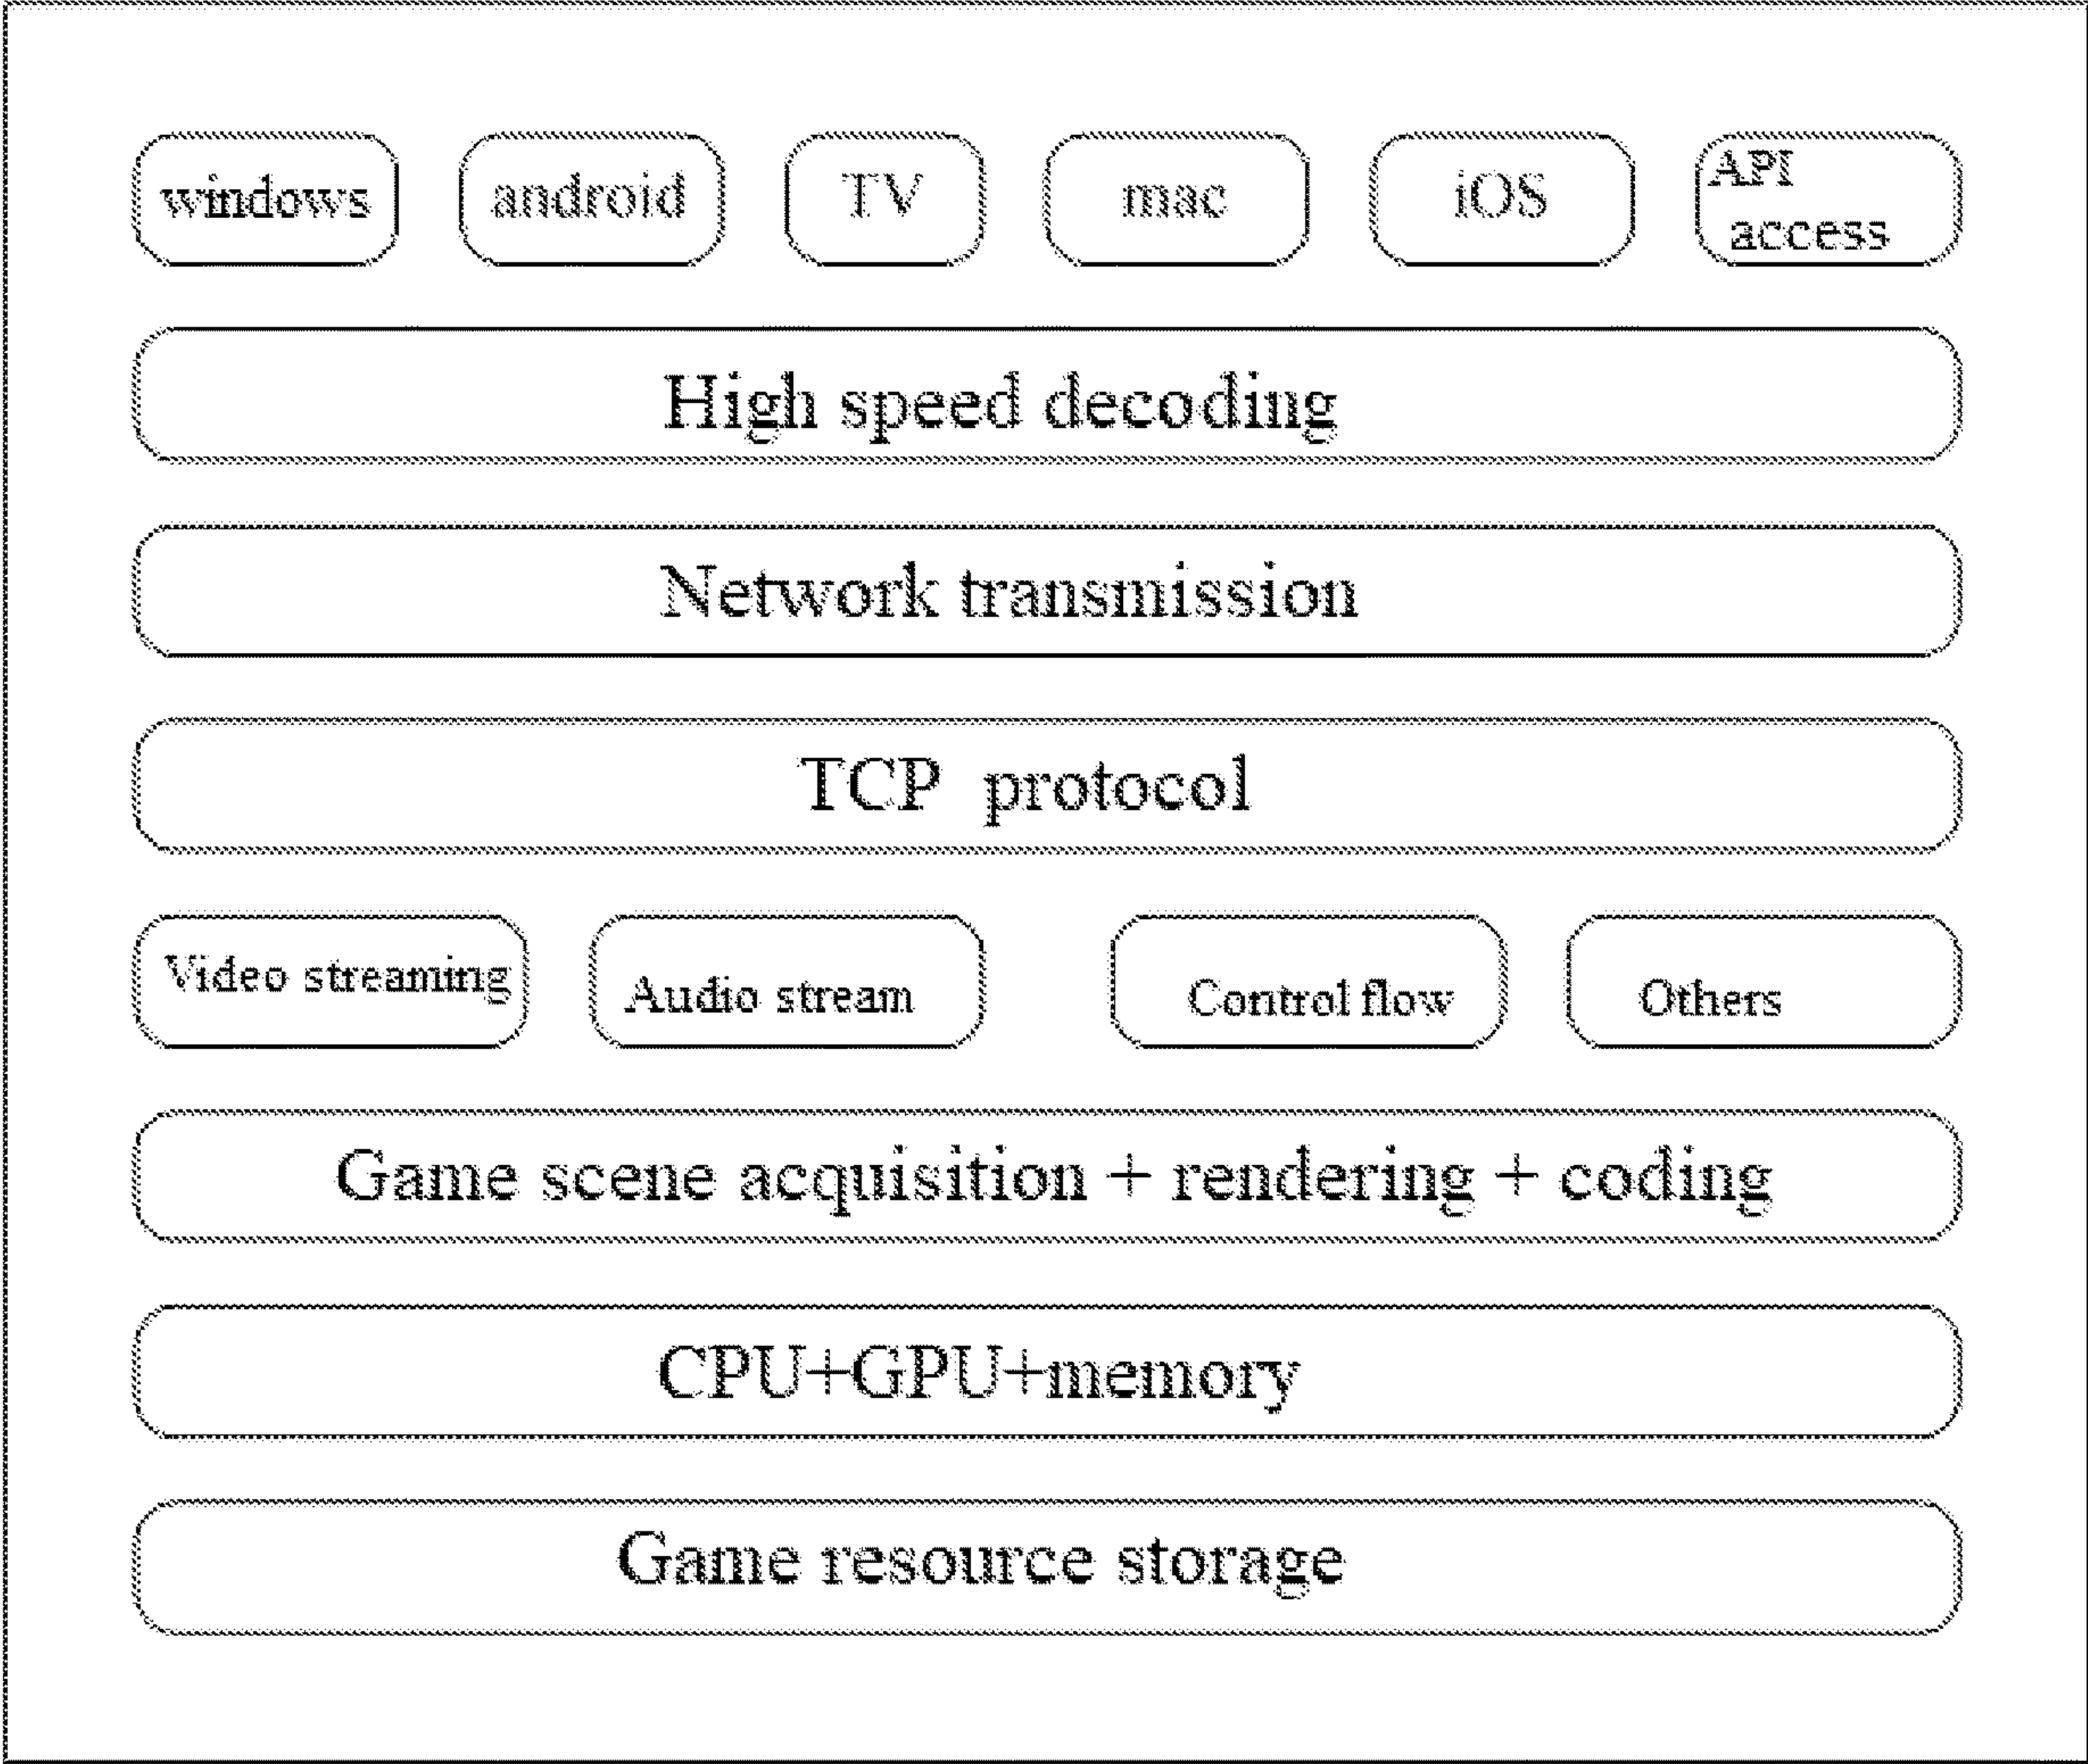 windows android TV mac iOS API
access
High speed decoding
Network transmission
TCP protocol
Video streaming Audio stream Control flow Others
Game scene acquisition + rendering + coding
CPU+GPU+memory
Game resource storage